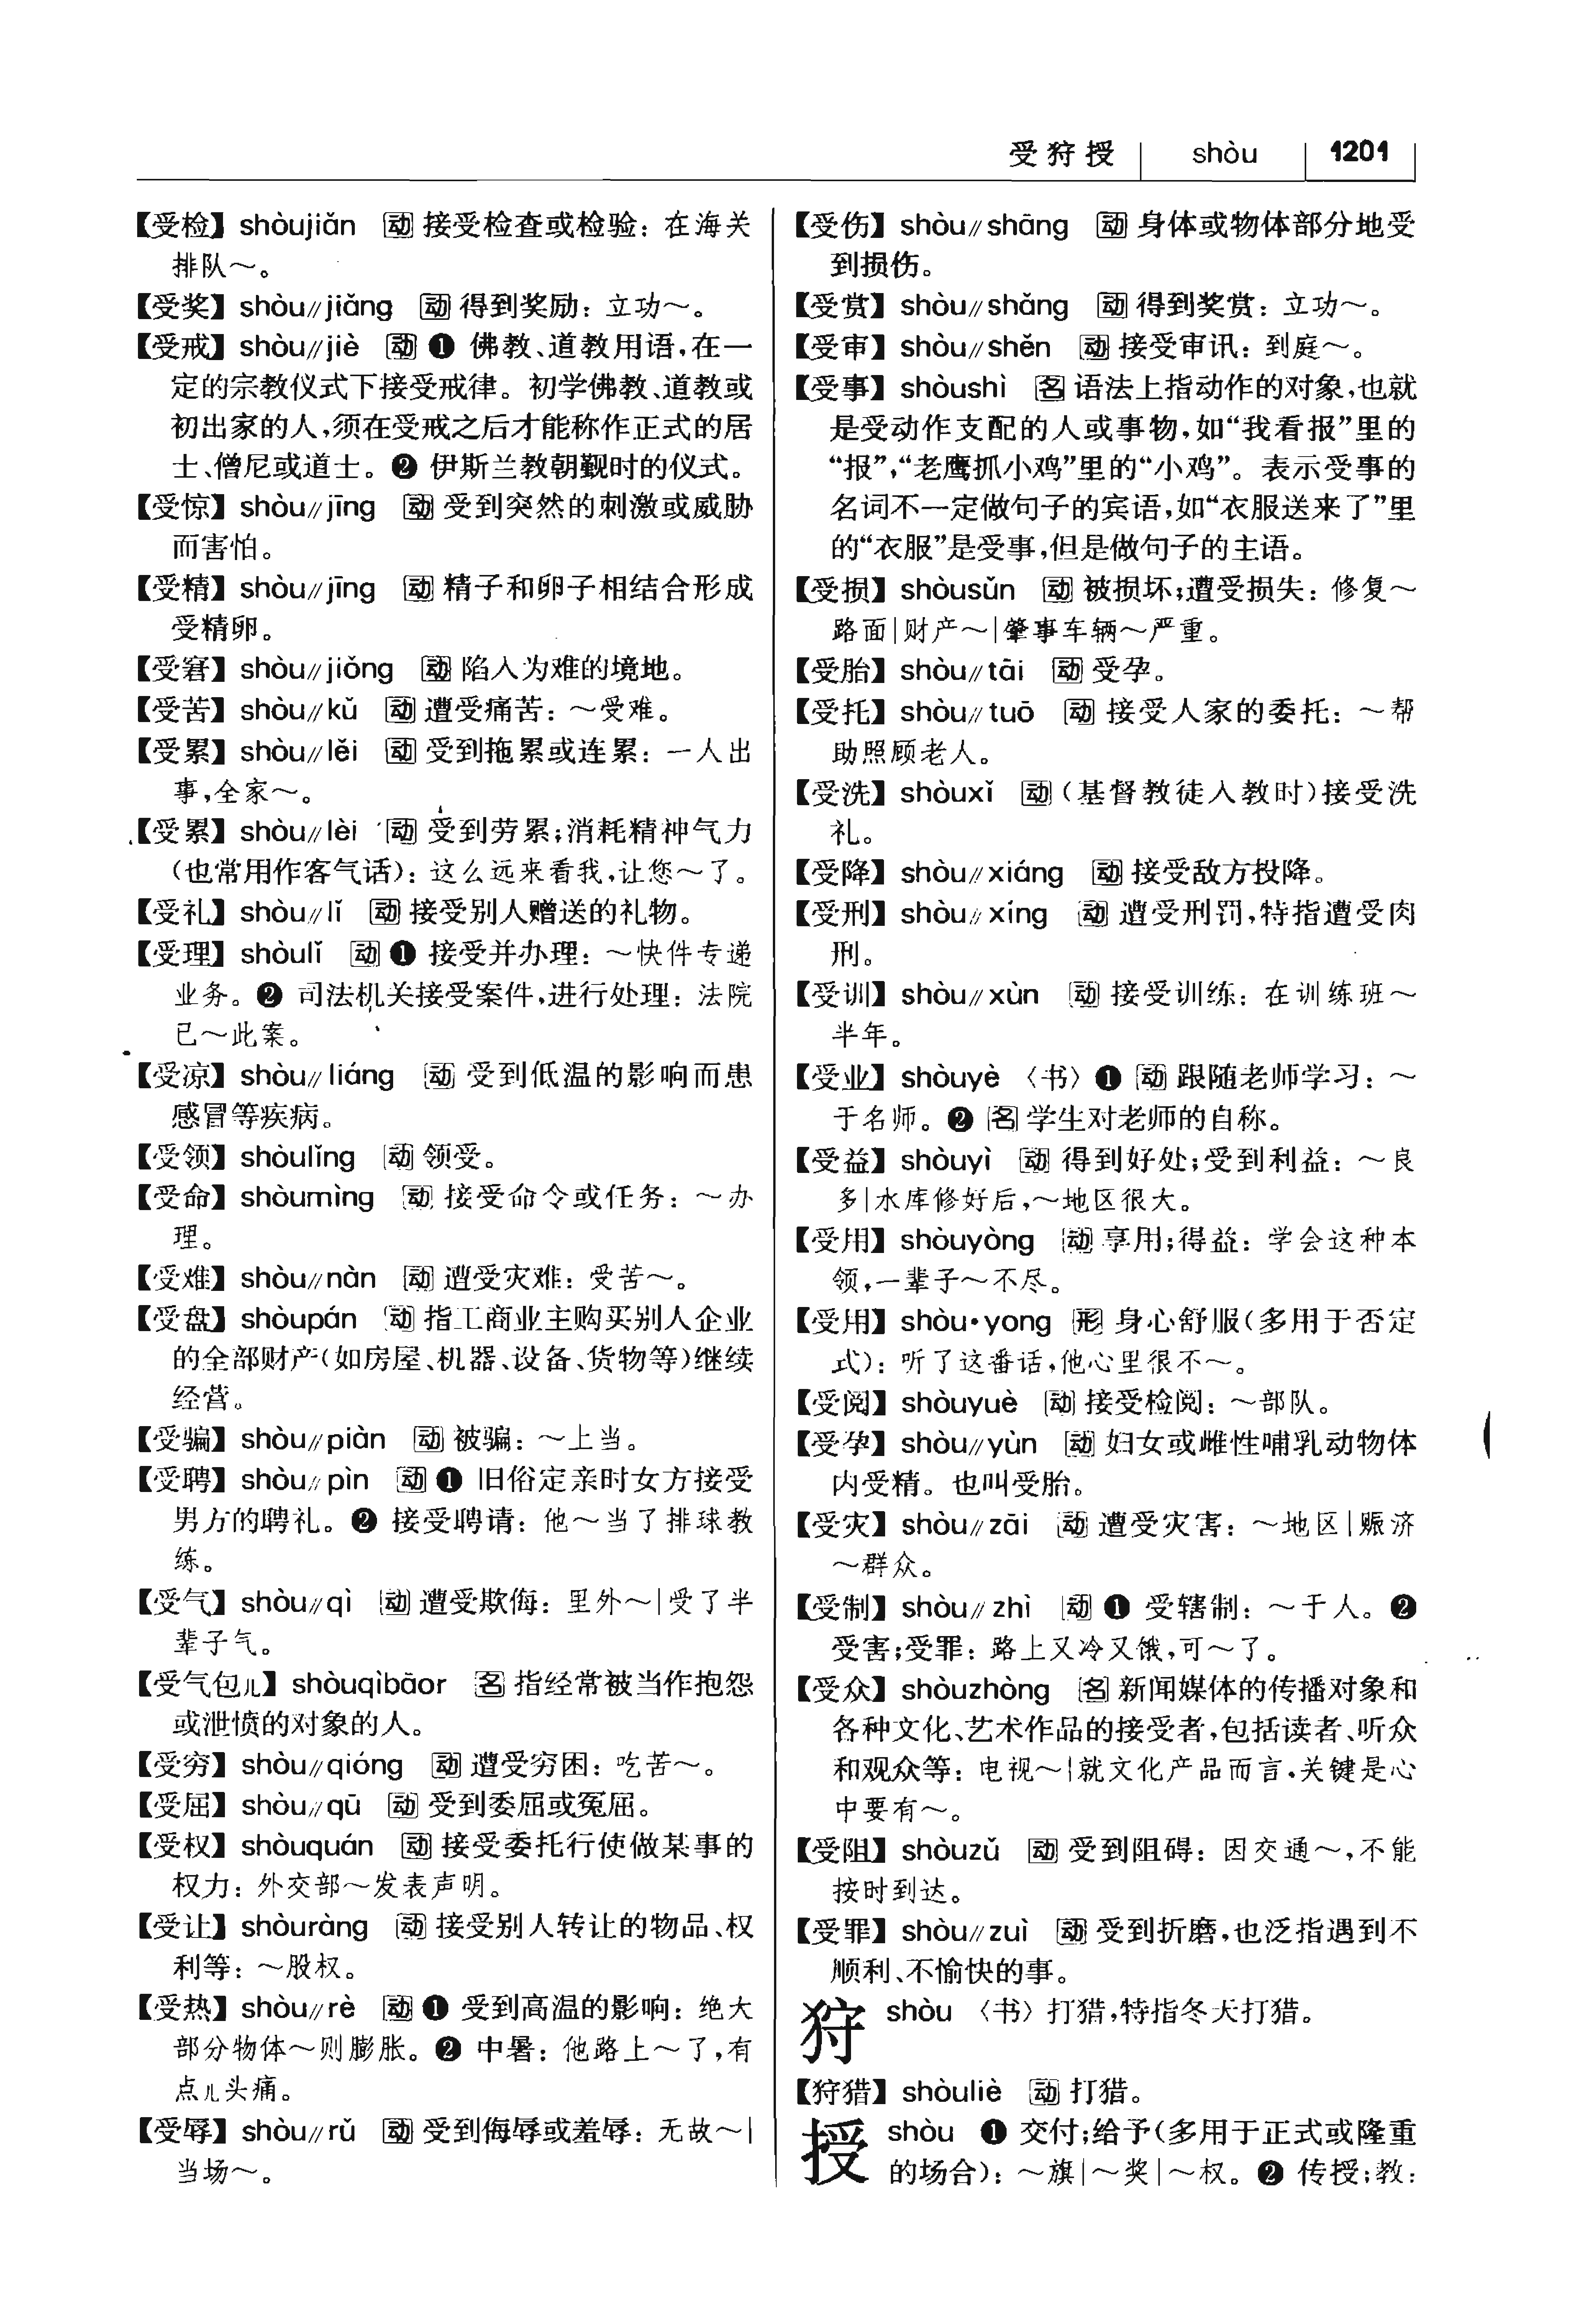 受狩授 shòu 1201
【受检】 shòujiǎn 动 接受检查或检验：在海关
排队～。
【受奖】 shòu//jiǎng 动 得到奖励：立功～。
【受戒】 shòu//jiè 动 ❶ 佛教、道教用语，在一
定的宗教仪式下接受戒律。初学佛教、道教或
初出家的人，须在受戒之后才能称作正式的居
士、僧尼或道士。❷ 伊斯兰教朝觐时的仪式。
【受惊】 shòu//jīng 动 受到突然的刺激或威胁
而害怕。
【受精】 shòu//jīng 动 精子和卵子相结合形成
受精卵。
【受窘】 shòu//jiǒng 动 陷入为难的境地。
【受苦】 shòu//kǔ 动 遭受痛苦：～受难。
【受累】 shòu//lěi 动 受到拖累或连累：一人出
事，全家～。
【受累】 shòu//lèi 动 受到劳累；消耗精神气力
（也常用作客气话）：这么远来看我，让您～了。
【受礼】 shòu//lǐ 动 接受别人赠送的礼物。
【受理】 shòulǐ 动 ❶ 接受并办理：～快件专递
业务。❷ 司法机关接受案件，进行处理：法院
已～此案。
【受凉】 shòu//liáng 动 受到低温的影响而患
感冒等疾病。
【受领】 shòulǐng 动 领受。
【受命】 shòumìng 动 接受命令或任务：～办
理。
【受难】 shòu//nàn 动 遭受灾难：受苦～。
【受盘】 shòupán 动 指工商业主购买别人企业
的全部财产（如房屋、机器、设备、货物等）继续
经营。
【受骗】 shòu//piàn 动 被骗：～上当。
【受聘】 shòu//pìn 动 ❶ 旧俗定亲时女方接受
男方的聘礼。❷ 接受聘请：他～当了排球教
练。
【受气】 shòu//qì 动 遭受欺侮：里外～|受了半
辈子气。
【受气包儿】 shòuqìbāor 名 指经常被当作抱怨
或泄愤的对象的人。
【受穷】 shòu//qióng 动 遭受穷困：吃苦～。
【受屈】 shòu//qū 动 受到委屈或冤屈。
【受权】 shòuquán 动 接受委托行使做某事的
权力：外交部～发表声明。
【受让】 shòuràng 动 接受别人转让的物品、权
利等：～股权。
【受热】 shòu//rè 动 ❶ 受到高温的影响：绝大
部分物体～则膨胀。❷ 中暑：他路上～了，有
点儿头痛。
【受辱】 shòu//rǔ 动 受到侮辱或羞辱：无故～|
当场～。
【受伤】 shòu//shāng 动 身体或物体部分地受
到损伤。
【受赏】 shòu//shǎng 动 得到奖赏：立功～。
【受审】 shòu//shěn 动 接受审讯：到庭～。
【受事】 shòushì 名 语法上指动作的对象，也就
是受动作支配的人或事物，如“我看报”里的
“报”，“老鹰抓小鸡”里的“小鸡”。表示受事的
名词不一定做句子的宾语，如“衣服送来了”里
的“衣服”是受事，但是做句子的主语。
【受损】 shòusǔn 动 被损坏；遭受损失：修复～
路面|财产～|肇事车辆～严重。
【受胎】 shòu//tāi 动 受孕。
【受托】 shòu//tuō 动 接受人家的委托：～帮
助照顾老人。
【受洗】 shòuxǐ 动（基督教徒入教时）接受洗
礼。
【受降】 shòu//xiáng 动 接受敌方投降。
【受刑】 shòu//xíng 动 遭受刑罚，特指遭受肉
刑。
【受训】 shòu//xùn 动 接受训练：在训练班～
半年。
【受业】 shòuyè 〈书〉❶ 动 跟随老师学习：～
于名师。❷ 名 学生对老师的自称。
【受益】 shòuyì 动 得到好处；受到利益：～良
多|水库修好后，～地区很大。
【受用】 shòuyòng 动 享用；得益：学会这种本
领，一辈子～不尽。
【受用】 shòu•yong 形 身心舒服（多用于否定
式）：听了这番话，他心里很不～。
【受阅】 shòuyuè 动 接受检阅：～部队。
【受孕】 shòu//yùn 动 妇女或雌性哺乳动物体
内受精。也叫受胎。
【受灾】 shòu//zāi 动 遭受灾害：～地区|赈济
～群众。
【受制】 shòu//zhì 动 ❶ 受辖制：～于人。❷
受害；受罪：路上又冷又饿，可～了。
【受众】 shòuzhòng 名 新闻媒体的传播对象和
各种文化、艺术作品的接受者，包括读者、听众
和观众等：电视～|就文化产品而言，关键是心
中要有～。
【受阻】 shòuzǔ 动 受到阻碍：因交通～，不能
按时到达。
【受罪】 shòu//zuì 动 受到折磨，也泛指遇到不
顺利、不愉快的事。
狩 shòu 〈书〉打猎，特指冬天打猎。
【狩猎】 shòuliè 动 打猎。
授 shòu ❶ 交付；给予（多用于正式或隆重
的场合）：～旗|～奖|～权。❷ 传授；教：